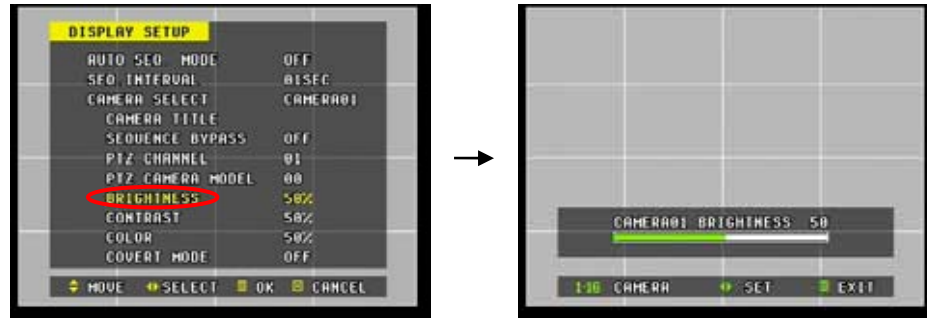 DISPLAY SETUP
AUTO SEQ. MODE OFF
SEQ. INTERVAL 01SEC
CAMERA SELECT CAMERA01
CAMERA TITLE
SEQUENCE BYPASS OFF
PTZ CHANNEL 01
PTZ CAMERA MODEL 00
BRIGHTNESS 50%
CONTRAST 50%
COLOR 50%
COVERT MODE OFF
MOVE SELECT OK CANCEL
CAMERA01 BRIGHTNESS 50
1-16 CAMERA SET EXIT